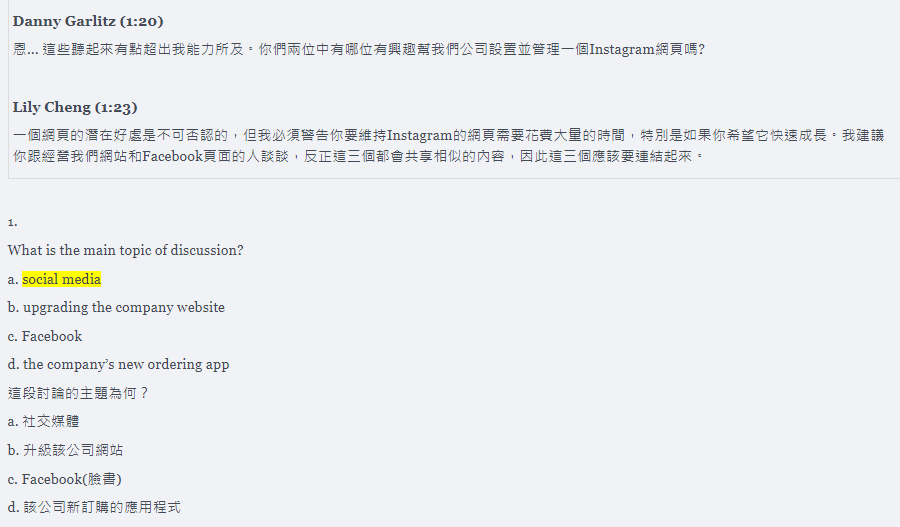 Danny Garlitz (1:20)
恩... 這些聽起來有點超出我能力所及。你們兩位中有哪位有興趣幫我們公司設置並管理一個Instagram網頁嗎?
Lily Cheng (1:23)
一個網頁的潛在好處是不可否認的，但我必須警告你要維持Instagram的網頁需要花費大量的時間，特別是如果你希望它快速成長。我建議
你跟經營我們網站和Facebook頁面的人談談，反正這三個都會共享相似的內容，因此這三個應該要連結起來。
1.
What is the main topic of discussion?
a. social media
b. upgrading the company website
c. Facebook
d. the company’s new ordering app
這段討論的主題為何？
a. 社交媒體
b. 升級該公司網站
c. Facebook(臉書)
d. 該公司新訂購的應用程式